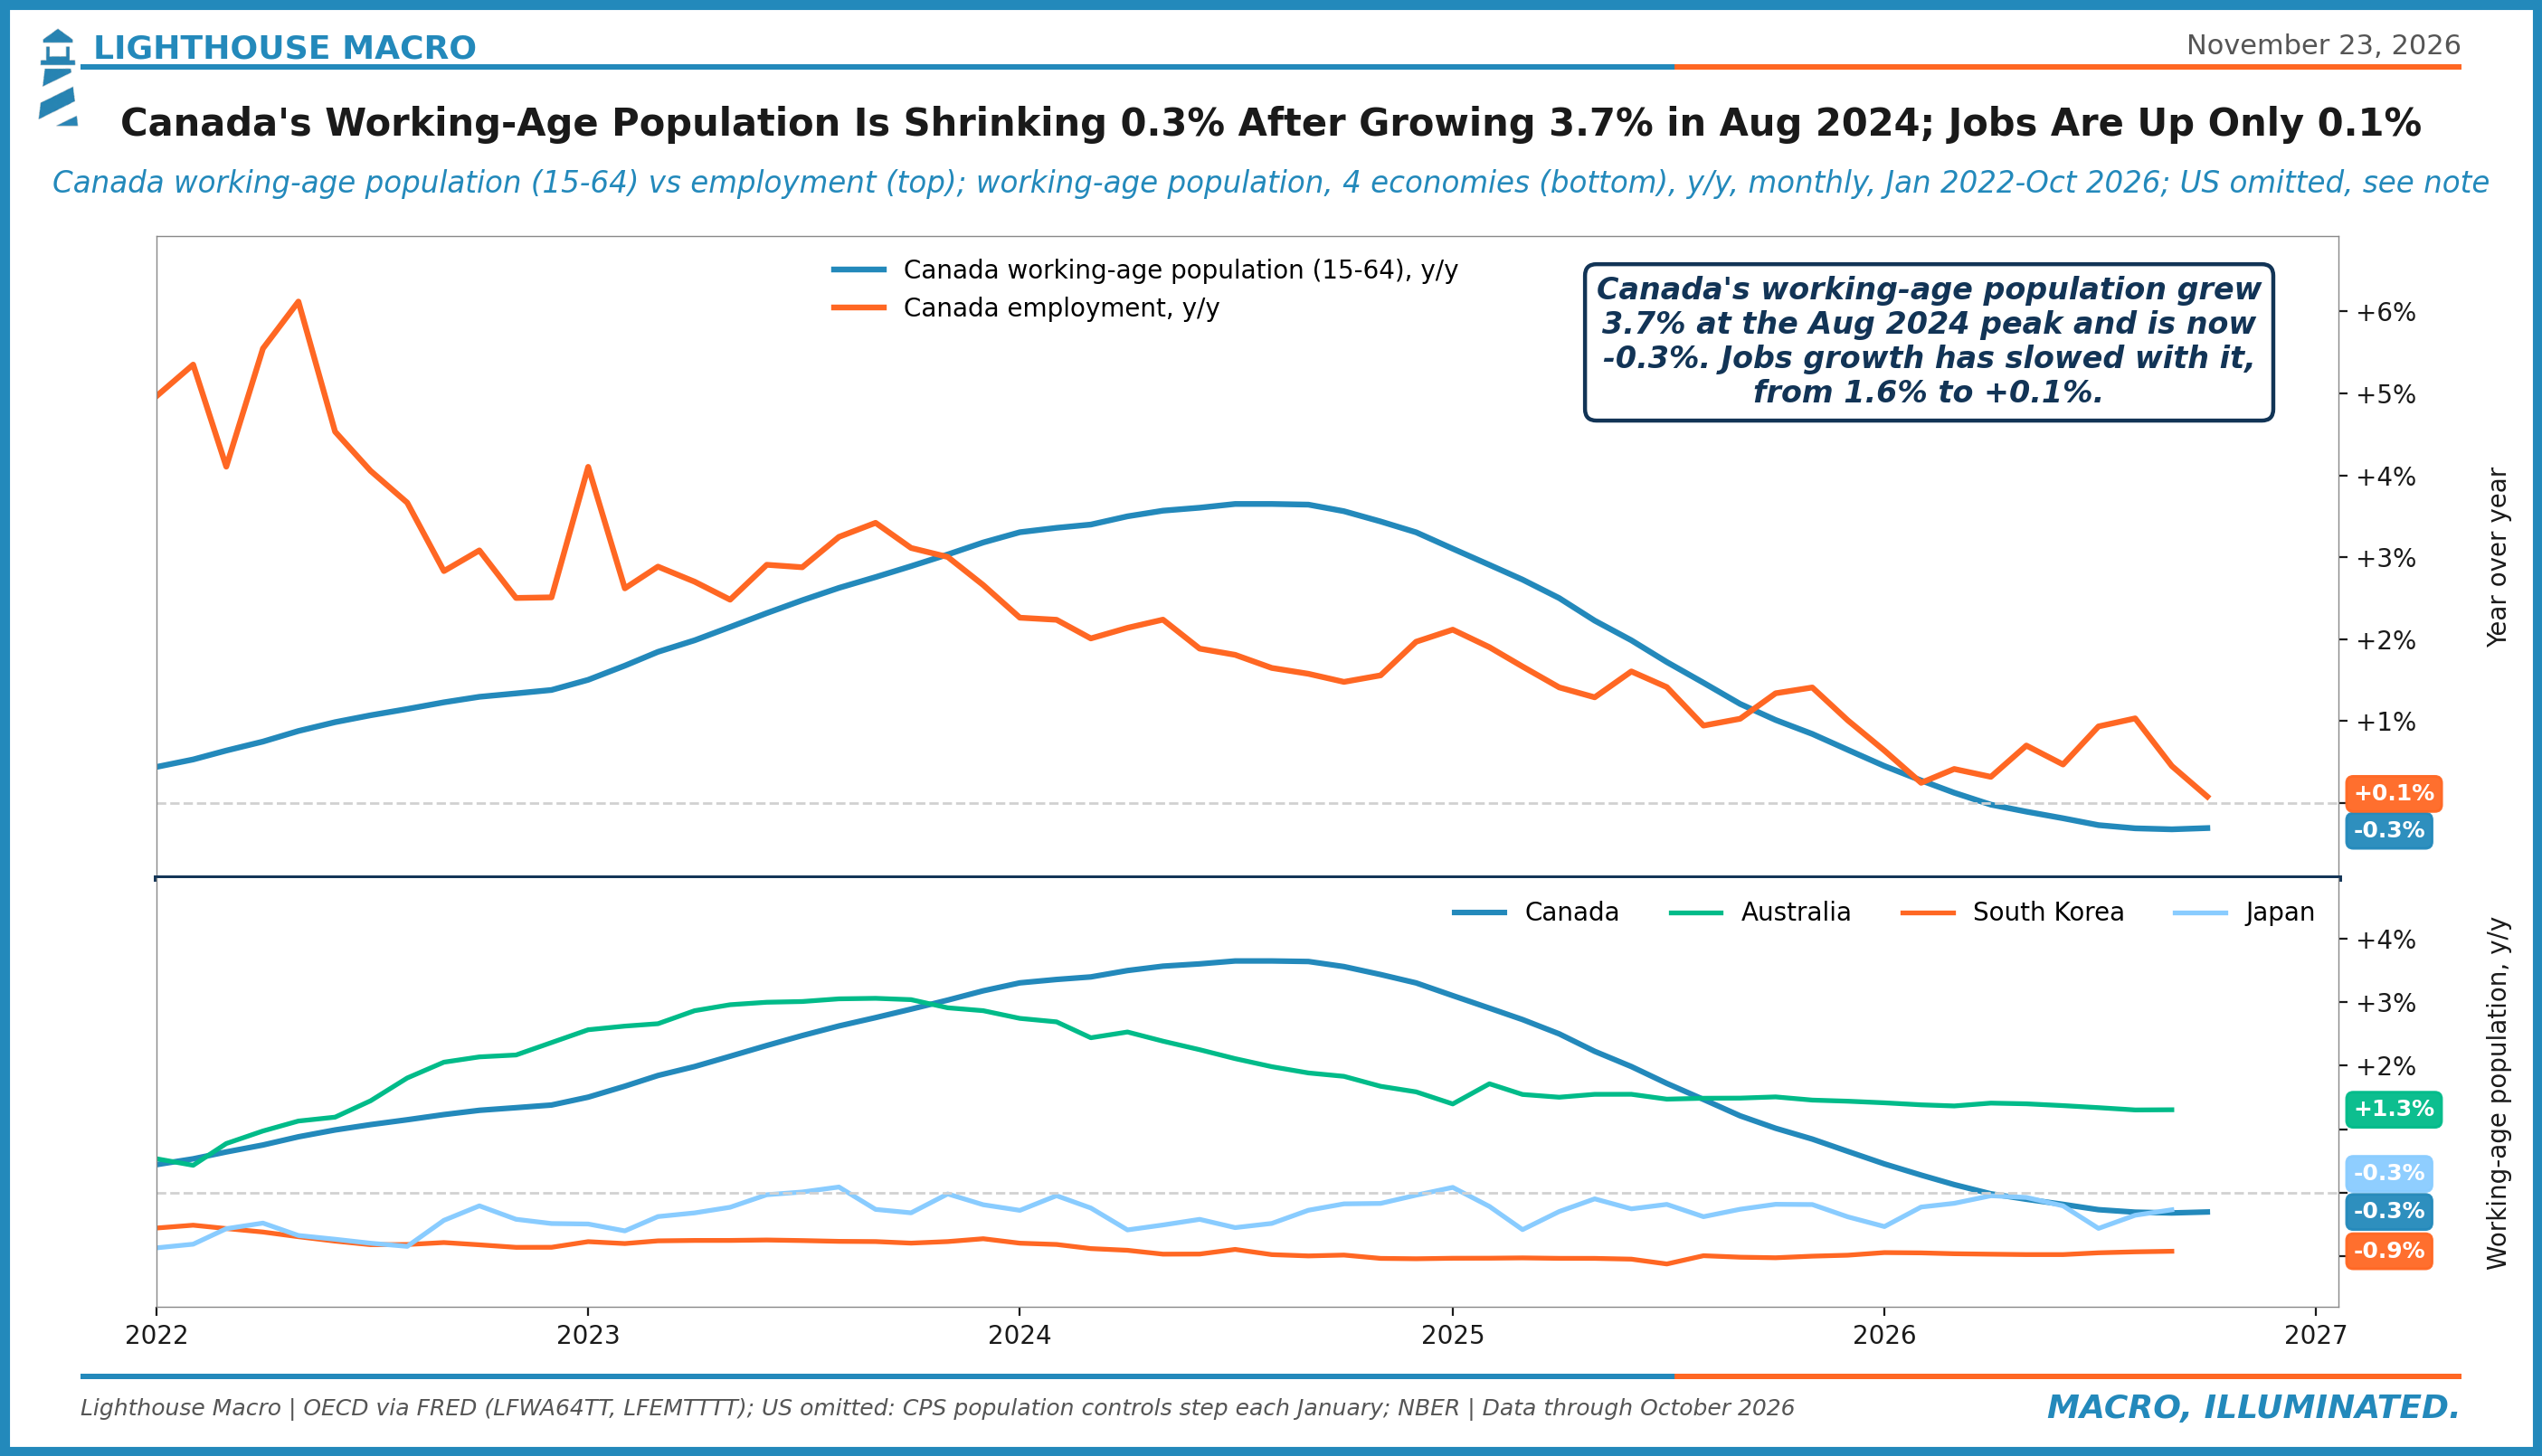 LIGHTHOUSE MACRO
November 23, 2026
Canada's Working-Age Population Is Shrinking 0.3% After Growing 3.7% in Aug 2024; Jobs Are Up Only 0.1%
Canada working-age population (15-64) vs employment (top); working-age population, 4 economies (bottom), y/y, monthly, Jan 2022-Oct 2026; US omitted, see note
Canada working-age population (15-64), y/y
Canada employment, y/y
Canada's working-age population grew
3.7% at the Aug 2024 peak and is now
-0.3%. Jobs growth has slowed with it,
from 1.6% to +0.1%.
+6%
+5%
+4%
+3%
+2%
+1%
+0.1%
-0.3%
Year over year
Canada
Australia
South Korea
Japan
+4%
+3%
+2%
+1.3%
-0.3%
-0.3%
-0.9%
Working-age population, y/y
2022
2023
2024
2025
2026
2027
Lighthouse Macro | OECD via FRED (LFWA64TT, LFEMTTTT); US omitted: CPS population controls step each January; NBER | Data through October 2026
MACRO, ILLUMINATED.